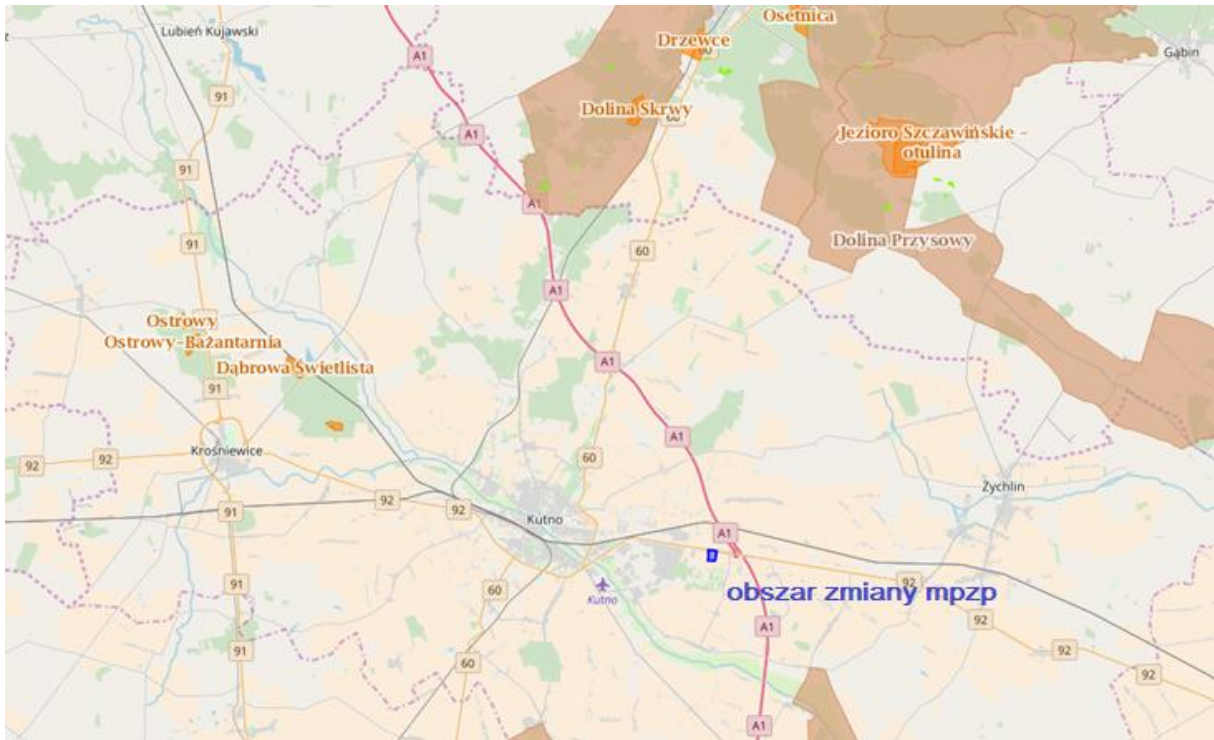 Osetnica
Lubień Kujawski
Drzewce
Gąbin
A1
91
Dolina Skrwy
60
A1
Jezioro Szczawińskie -
otulina
91
A1
91
60
Dolina Przysowy
A1
Ostrowy
Ostrowy-Bażantarnia
Dąbrowa Świetlista
A1
91
A1
Krośniewice
92
92
60
Żychlin
92
92
91
Kutno
A1
92
obszar zmiany mpzp
91
60
Kutno
92
A1
91
60
92
92
A1